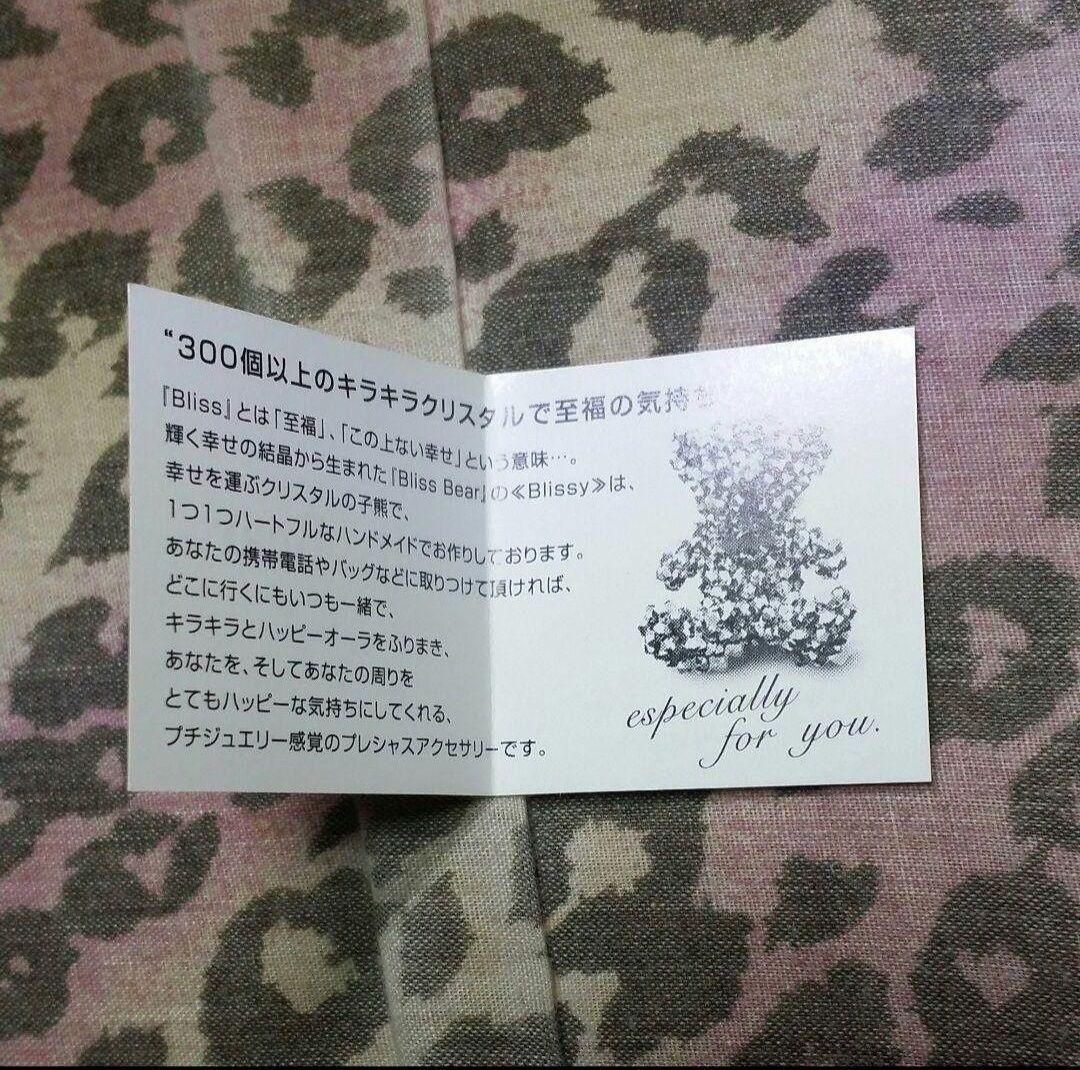 “300個以上のキラキラクリスタルで至福の気持ち
『Bliss』とは「至福」、「この上ない幸せ」という意味…。
輝く幸せの結晶から生まれた『Bliss Bear』の≪Blissy≫は、
幸せを運ぶクリスタルの子熊で、
1つ1つハートフルなハンドメイドでお作りしております。
あなたの携帯電話やバッグなどに取りつけて頂ければ、
どこに行くにもいつも一緒で、
キラキラとハッピーオーラをふりまき、
あなたを、そしてあなたの周りを
とてもハッピーな気持ちにしてくれる、
プチジュエリー感覚のプレシャスアクセサリーです。
especially
for you.